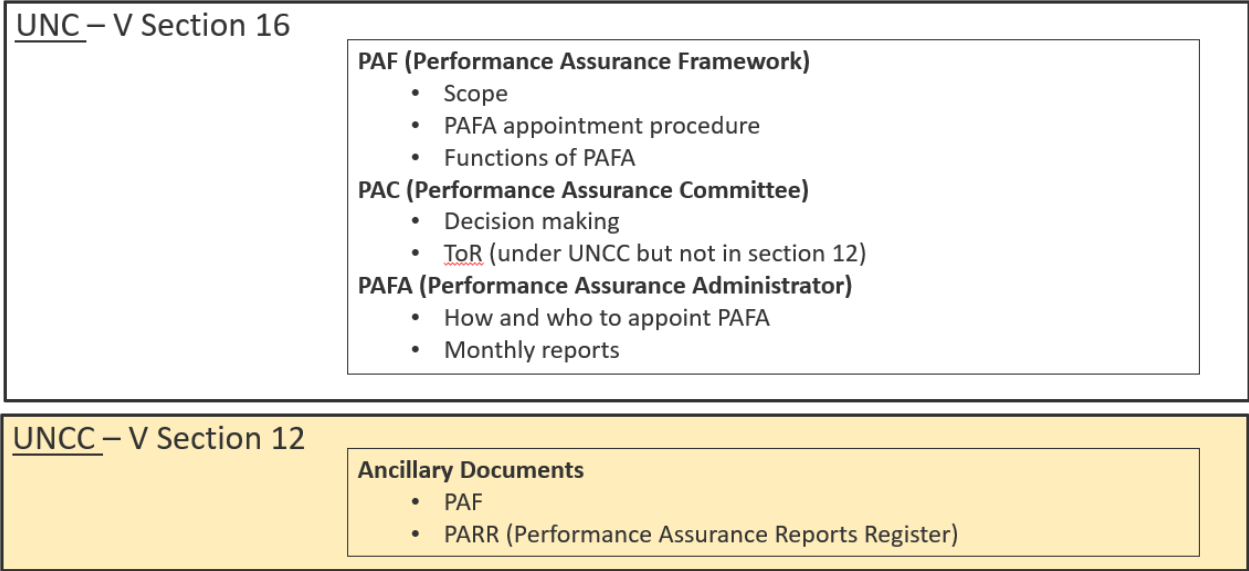 UNC – V Section 16
PAF (Performance Assurance Framework)
• Scope
• PAFA appointment procedure
• Functions of PAFA
PAC (Performance Assurance Committee)
• Decision making
• ToR (under UNCC but not in section 12)
PAFA (Performance Assurance Administrator)
• How and who to appoint PAFA
• Monthly reports
UNCC – V Section 12
Ancillary Documents
• PAF
• PARR (Performance Assurance Reports Register)